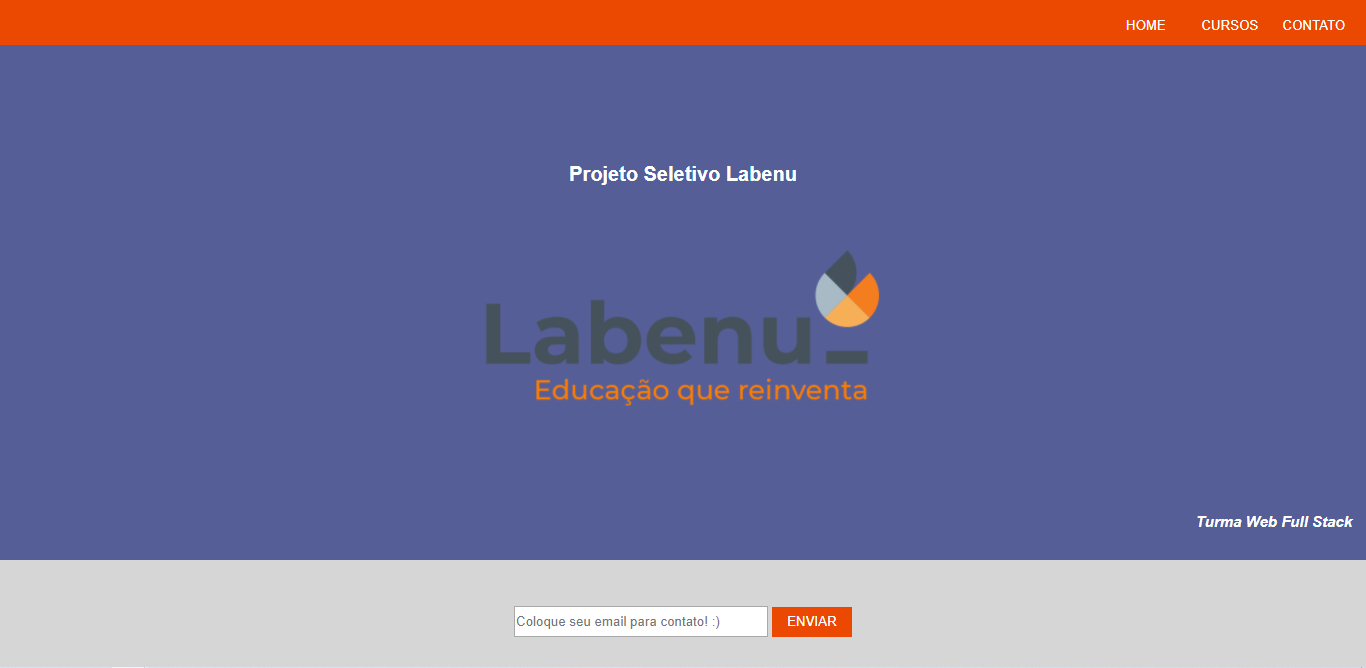 HOME CURSOS CONTATO
Projeto Seletivo Labenu
Labenu_
Educação que reinventa
Turma Web Full Stack
Coloque seu email para contato! :) ENVIAR